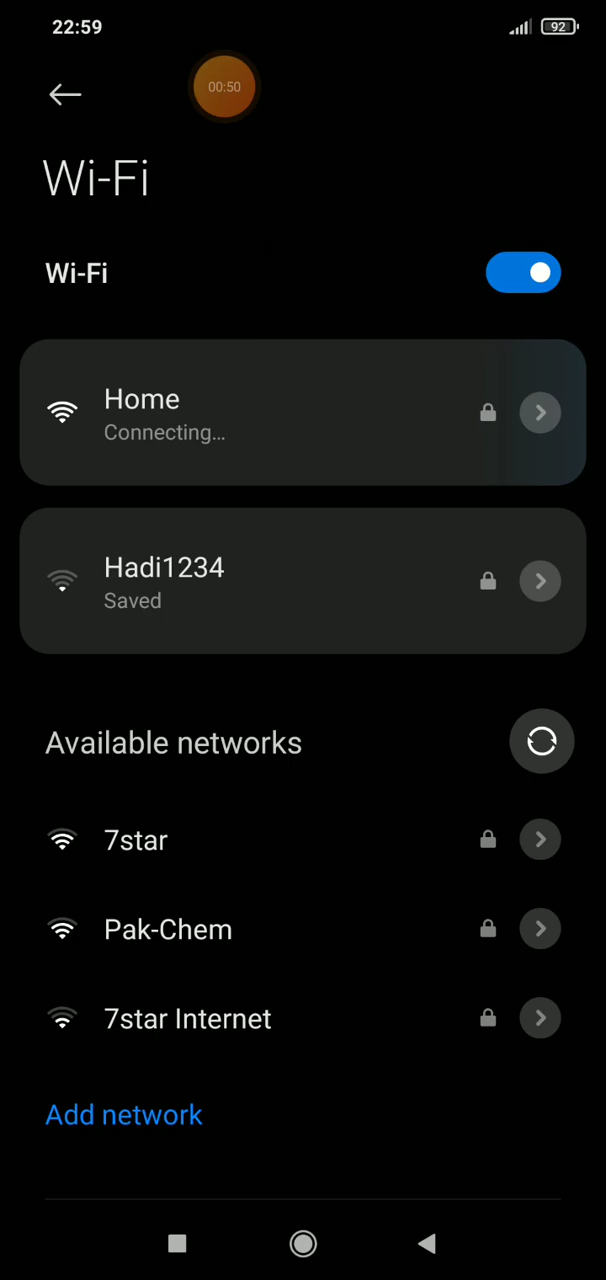 22:59
92
00:50
Wi-Fi
Wi-Fi
Home
Connecting...
Hadi1234
Saved
Available networks
7star
Pak-Chem
7star Internet
Add network